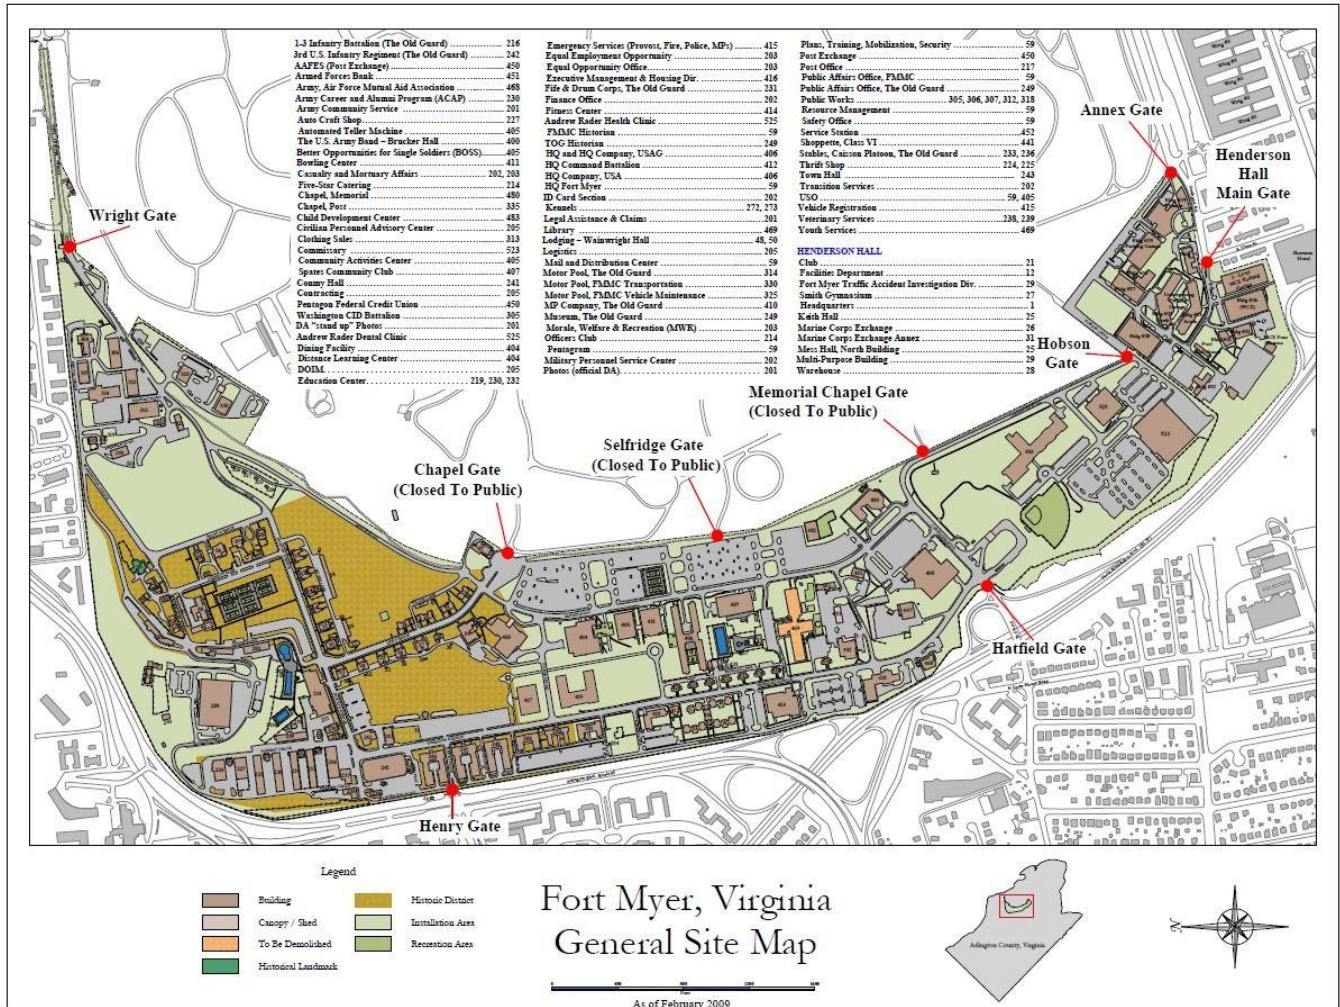 1-3 Infantry Battalion (The Old Guard) 216
3rd U.S. Infantry Regiment (The Old Guard) 242
AAFES (Post Exchange) 450
Armed Forces Bank 451
Army, Air Force Mutual Aid Association 468
Army Career and Alumni Program (ACAP) 230
Army Community Service 201
Auto Craft Shop 227
Automated Teller Machine 405
The U.S. Army Band – Brucker Hall 400
Better Opportunities for Single Soldiers (BOSS) 405
Bowling Center 411
Casualty and Mortuary Affairs 202, 203
Five-Star Catering 214
Chapel, Memorial 480
Chapel, Post 335
Child Development Center 483
Civilian Personnel Advisory Center 205
Clothing Sales 313
Commissary 523
Community Activities Center 405
Spates Community Club 407
Conmy Hall 241
Contracting 205
Pentagon Federal Credit Union 450
Washington CID Battalion 305
DA "stand up" Photos 201
Andrew Rader Dental Clinic 525
Dining Facility 404
Distance Learning Center 404
DOIM 205
Education Center 219, 230, 232
Emergency Services (Provost, Fire, Police, MPs) 415
Equal Employment Opportunity 203
Equal Opportunity Office 203
Executive Management & Housing Dir. 416
Fife & Drum Corps, The Old Guard 231
Finance Office 202
Fitness Center 414
Andrew Rader Health Clinic 525
FMMC Historian 59
TOG Historian 249
HQ and HQ Company, USAG 406
HQ Command Battalion 412
HQ Company, USA 406
HQ Fort Myer 59
ID Card Section 202
Kennels 272, 273
Legal Assistance & Claims 201
Library 469
Lodging – Wainwright Hall 48, 50
Logistics 205
Mail and Distribution Center 59
Motor Pool, The Old Guard 314
Motor Pool, FMMC Transportation 330
Motor Pool, FMMC Vehicle Maintenance 325
MP Company, The Old Guard 410
Museum, The Old Guard 249
Morale, Welfare & Recreation (MWR) 203
Officers Club 214
Pentagram 59
Military Personnel Service Center 202
Photos (official DA) 201
Plans, Training, Mobilization, Security 59
Post Exchange 450
Post Office 217
Public Affairs Office, FMMC 59
Public Affairs Office, The Old Guard 249
Public Works 305, 306, 307, 312, 318
Resource Management 59
Safety Office 59
Service Station 452
Shoppette, Class VI 441
Stables, Caisson Platoon, The Old Guard 233, 236
Thrift Shop 224, 225
Town Hall 243
Transition Services 202
USO 59, 405
Vehicle Registration 415
Veterinary Services 238, 239
Youth Services 469
HENDERSON HALL
Club 21
Facilities Department 12
Fort Myer Traffic Accident Investigation Div. 29
Smith Gymnasium 27
Headquarters 1
Keith Hall 25
Marine Corps Exchange 26
Marine Corps Exchange Annex 31
Mess Hall, North Building 25
Multi-Purpose Building 29
Warehouse 28
Annex Gate
Henderson
Hall
Main Gate
Wright Gate
Hobson
Gate
Memorial Chapel Gate
(Closed To Public)
Selfridge Gate
(Closed To Public)
Chapel Gate
(Closed To Public)
Hatfield Gate
Henry Gate
Legend
Building
Canopy / Shed
To Be Demolished
Historical Landmark
Historic District
Installation Area
Recreation Area
Fort Myer, Virginia
General Site Map
As of February 2009
Arlington County, Virginia
N